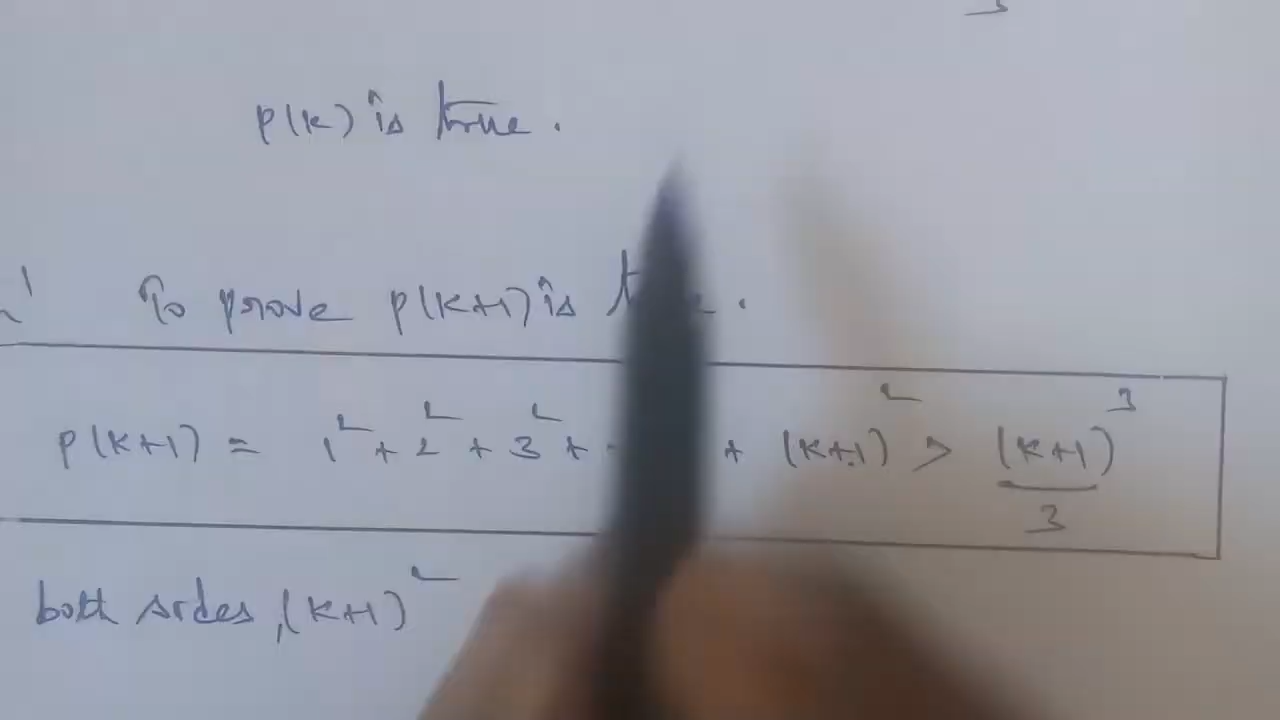 3
p(k) is true.
To prove p(k+1) is
p(k+1) = 1² + 2² + 3² + + (k+1)² > (k+1)³
3
both sides, (k+1)²